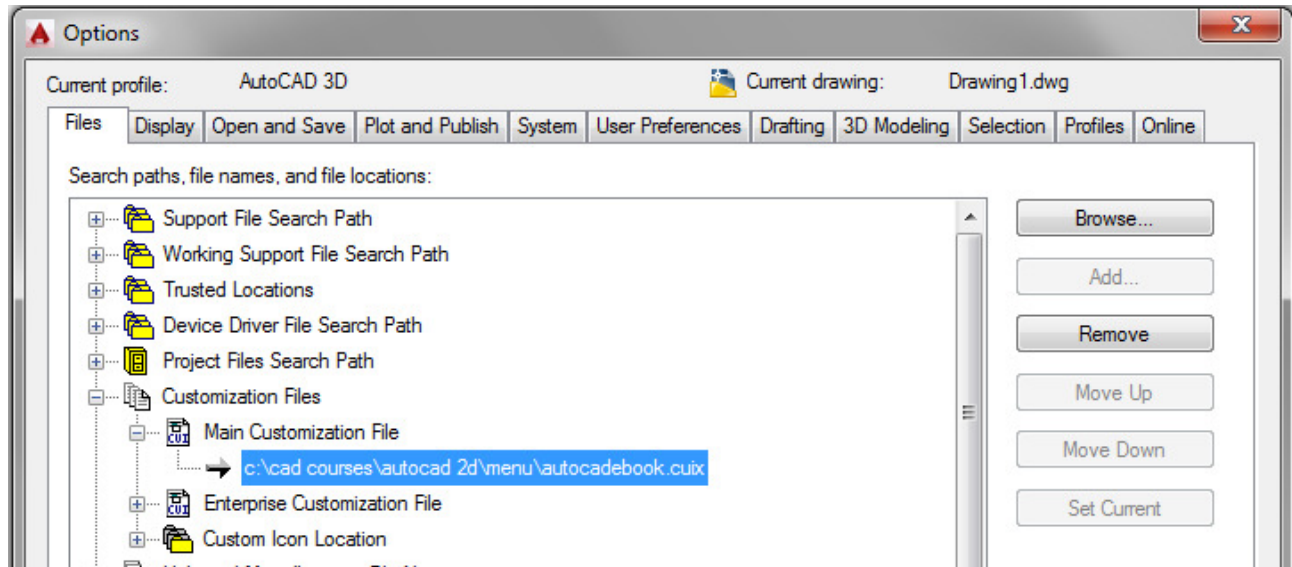 Options
Current profile: AutoCAD 3D Current drawing: Drawing1.dwg
Files Display Open and Save Plot and Publish System User Preferences Drafting 3D Modeling Selection Profiles Online
Search paths, file names, and file locations:
Support File Search Path
Browse...
Working Support File Search Path
Add...
Trusted Locations
Device Driver File Search Path
Remove
Project Files Search Path
Customization Files
Move Up
CUI Main Customization File
c:\cad courses\autocad 2d\menu\autocadebook.cuix
Move Down
CUI Enterprise Customization File
Set Current
Custom Icon Location